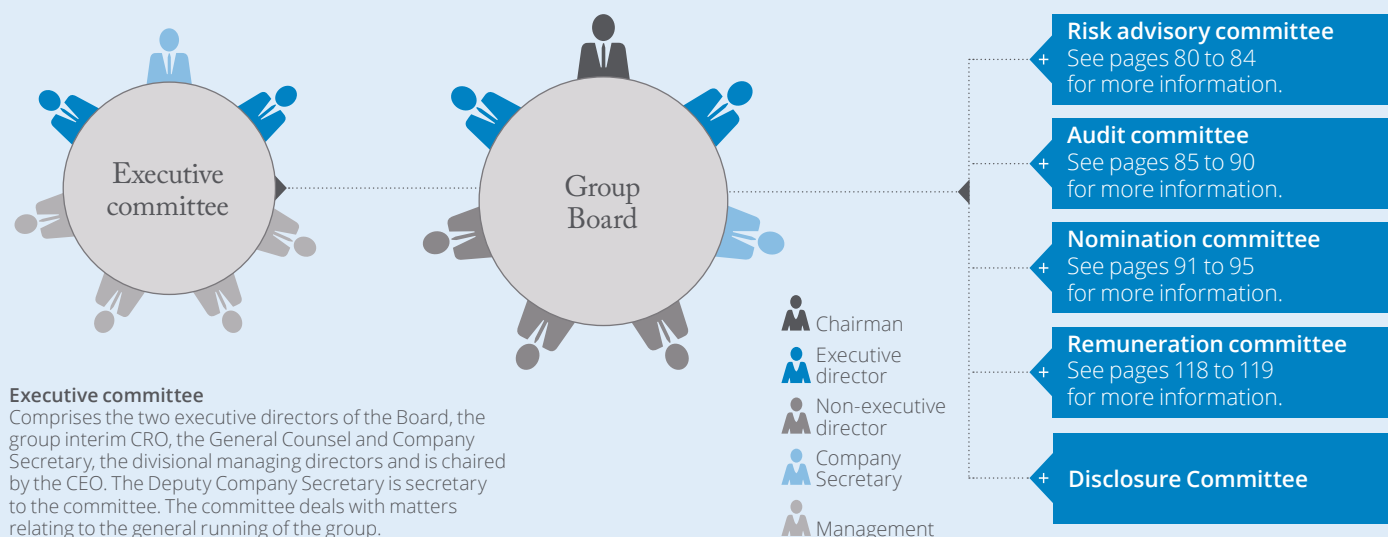 Executive
committee
Group
Board
Executive committee
Comprises the two executive directors of the Board, the
group interim CRO, the General Counsel and Company
Secretary, the divisional managing directors and is chaired
by the CEO. The Deputy Company Secretary is secretary
to the committee. The committee deals with matters
relating to the general running of the group.
Chairman
Executive
director
Non-executive
director
Company
Secretary
Management
+ Risk advisory committee
See pages 80 to 84
for more information.
+ Audit committee
See pages 85 to 90
for more information.
+ Nomination committee
See pages 91 to 95
for more information.
+ Remuneration committee
See pages 118 to 119
for more information.
+ Disclosure Committee